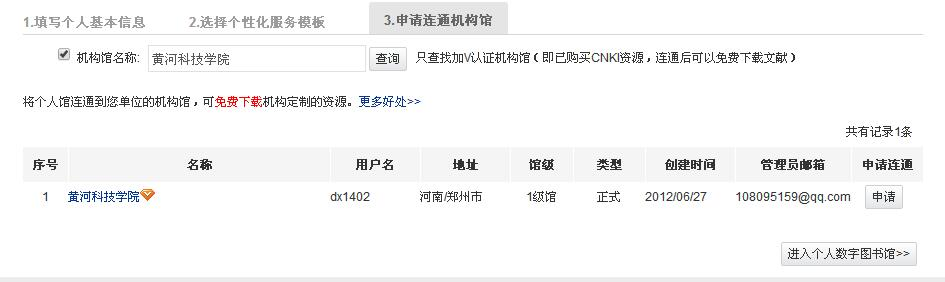 1.填写个人基本信息 2.选择个性化服务模板 3.申请连通机构馆
机构馆名称: 黄河科技学院 查询 只查找加V认证机构馆（即已购买CNKI资源，连通后可以免费下载文献）
将个人馆连通到您单位的机构馆，可免费下载机构定制的资源。更多好处>>
共有记录1条
序号 名称 用户名 地址 馆级 类型 创建时间 管理员邮箱 申请连通
1 黄河科技学院 dx1402 河南/郑州市 1级馆 正式 2012/06/27 108095159@qq.com 申请
进入个人数字图书馆>>